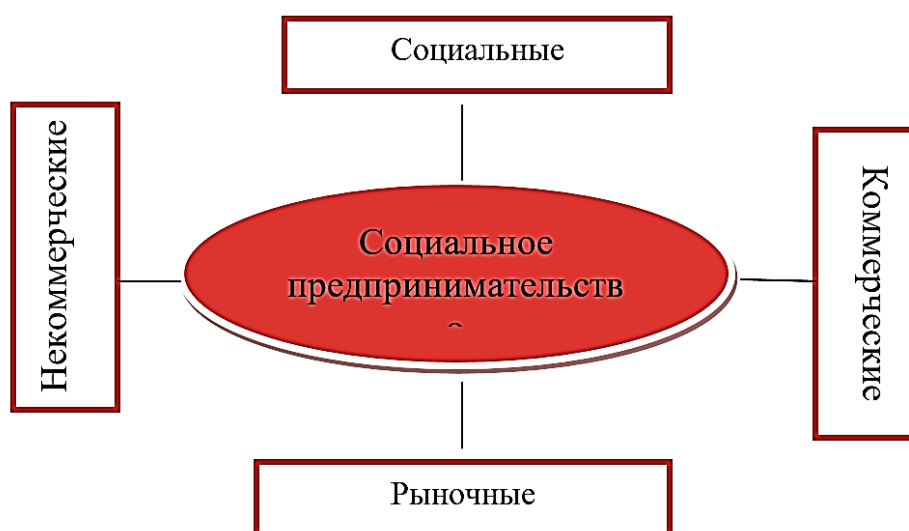 Социальные
Некоммерческие
Социальное
предпринимательств
о
Коммерческие
Рыночные